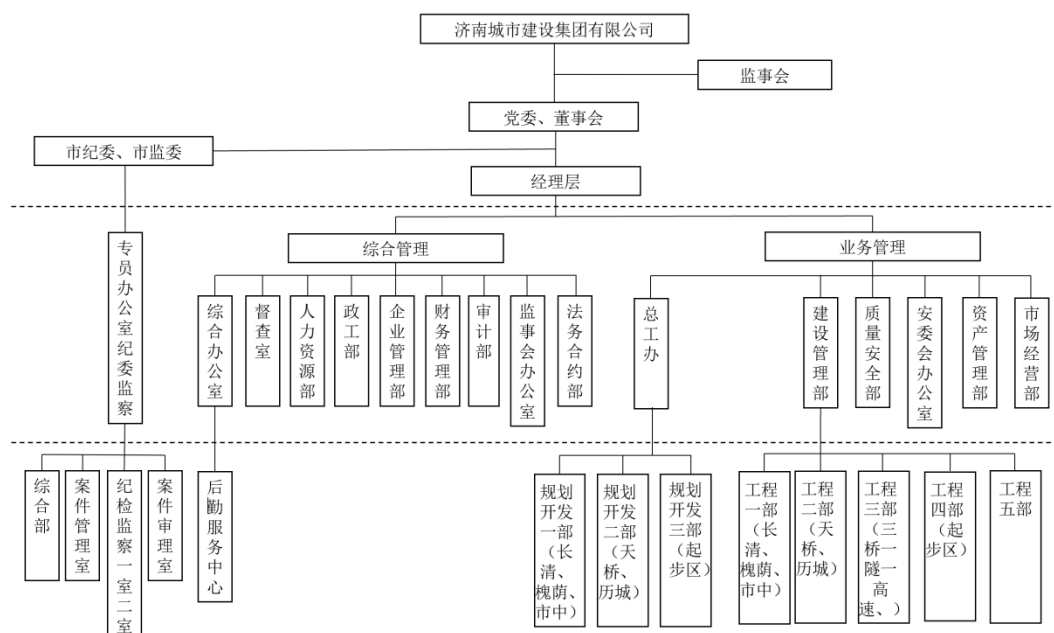 济南城市建设集团有限公司
监事会
党委、董事会
市纪委、市监委
经理层
综合管理
业务管理
专员办公室纪委监察
综合办公室
督查室
人力资源部
政工部
企业管理部
财务管理部
审计部
监事会办公室
法务合约部
总工办
建设管理部
质量安全部
安委会办公室
资产管理部
市场经营部
综合部
案件管理室
纪检监察一室二室
案件审理室
后勤服务中心
规划
开发
一部
（长
清、
槐荫、
市中）
规划
开发
二部
（天
桥、
历城）
规划
开发
三部
（起
步区）
工程
一部
（长
清、
槐荫、
市中）
工程
二部
（天
桥、
历城）
工程
三部
（三
桥一
隧一
高
速、）
工程
四部
（起
步区）
工程
五部